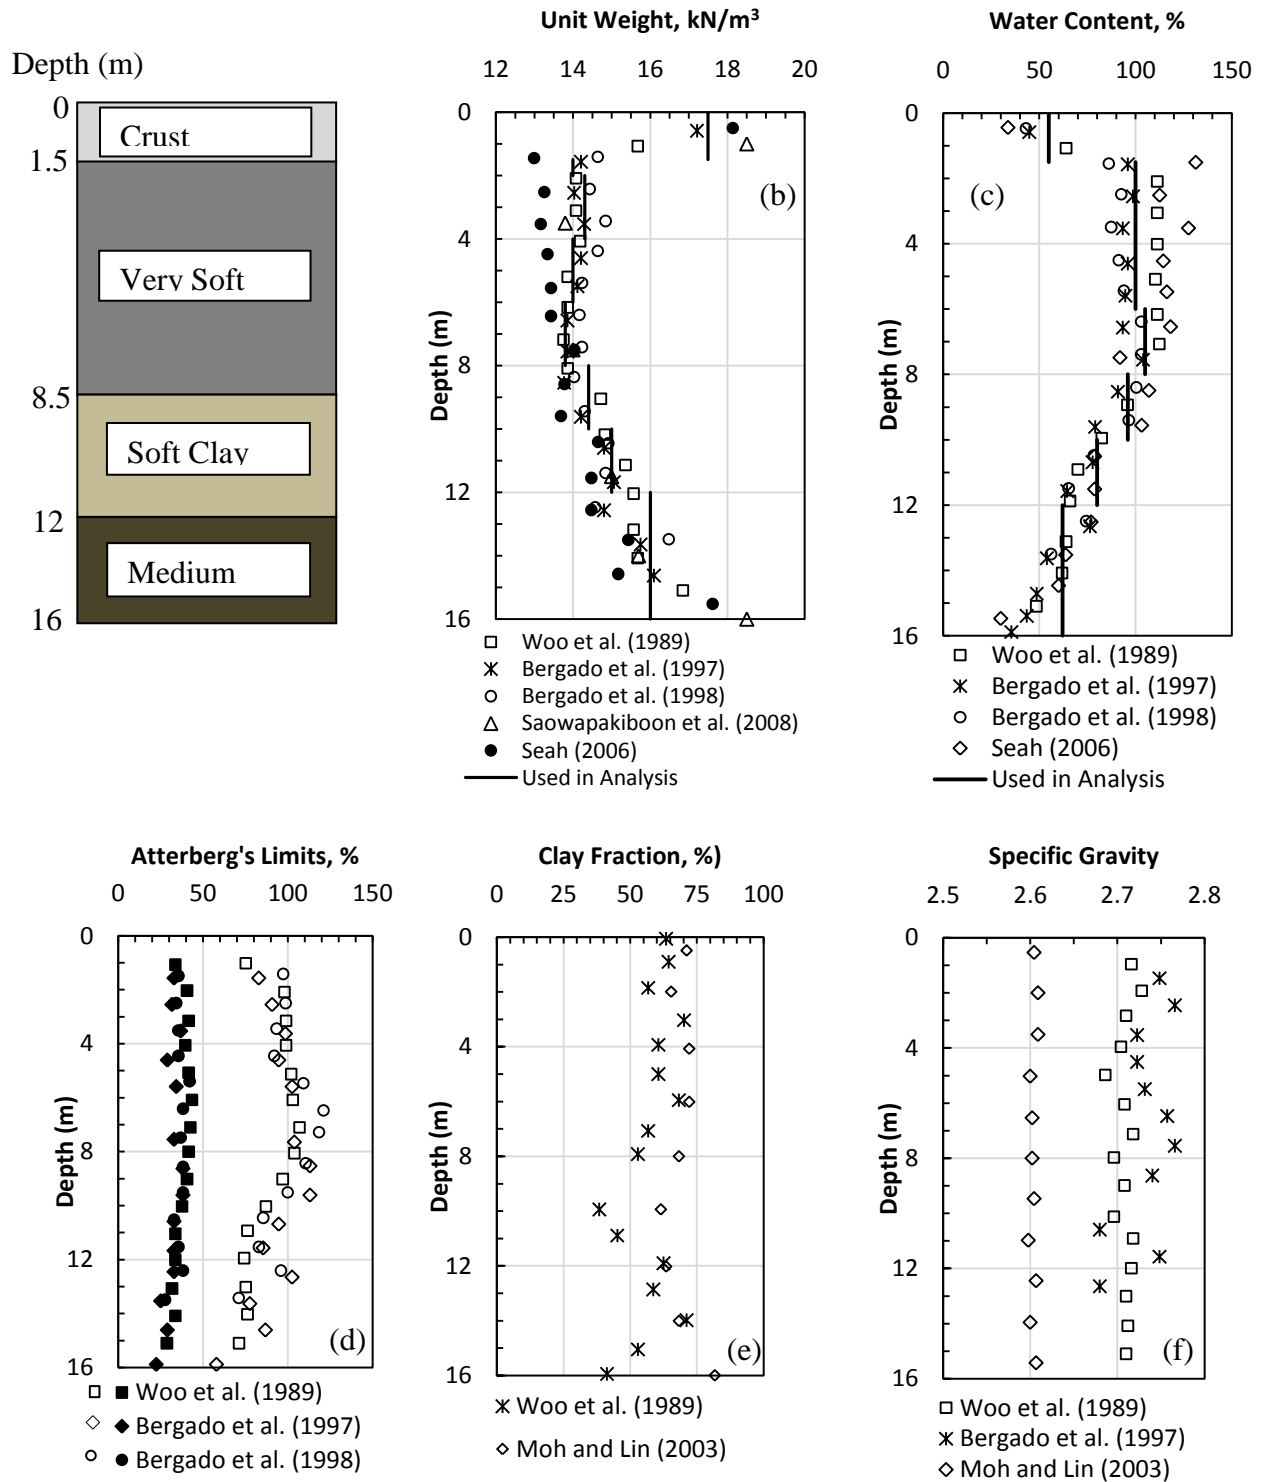 Depth (m)
0
Crust
1.5
Very Soft
8.5
Soft Clay
12
Medium
16
Unit Weight, kN/m³
12 14 16 18 20
0
4
8
12
16
Depth (m)
(b)
Woo et al. (1989)
Bergado et al. (1997)
Bergado et al. (1998)
Saowapakiboon et al. (2008)
Seah (2006)
Used in Analysis
Water Content, %
0 50 100 150
0
4
8
12
16
Depth (m)
(c)
Woo et al. (1989)
Bergado et al. (1997)
Bergado et al. (1998)
Seah (2006)
Used in Analysis
Atterberg's Limits, %
0 50 100 150
0
4
8
12
16
Depth (m)
(d)
Woo et al. (1989)
Bergado et al. (1997)
Bergado et al. (1998)
Clay Fraction, %)
0 25 50 75 100
0
4
8
12
16
Depth (m)
(e)
Woo et al. (1989)
Moh and Lin (2003)
Specific Gravity
2.5 2.6 2.7 2.8
0
4
8
12
16
Depth (m)
(f)
Woo et al. (1989)
Bergado et al. (1997)
Moh and Lin (2003)